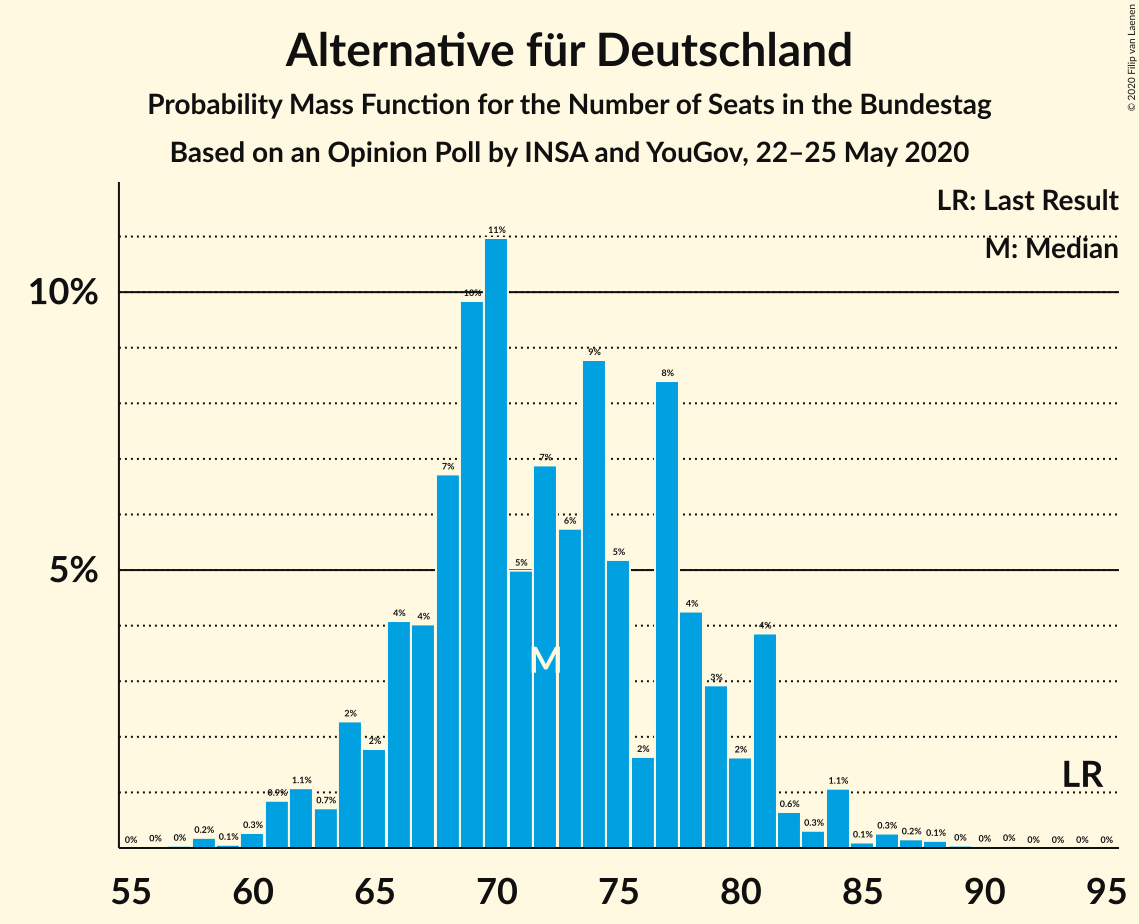 Alternative für Deutschland
Probability Mass Function for the Number of Seats in the Bundestag
Based on an Opinion Poll by INSA and YouGov, 22–25 May 2020
© 2020 Filip van Laenen
LR: Last Result
M: Median
10%
5%
0% 0% 0% 0.2% 0.1% 0.3% 0.9% 1.1% 0.7% 2% 2% 4% 4% 7% 10% 11% 5% 7% 6% 9% 5% 2% 8% 4% 3% 2% 4% 0.6% 0.3% 1.1% 0.1% 0.3% 0.2% 0.1% 0% 0% 0% 0% 0% 0% 0%
M
LR
55 60 65 70 75 80 85 90 95